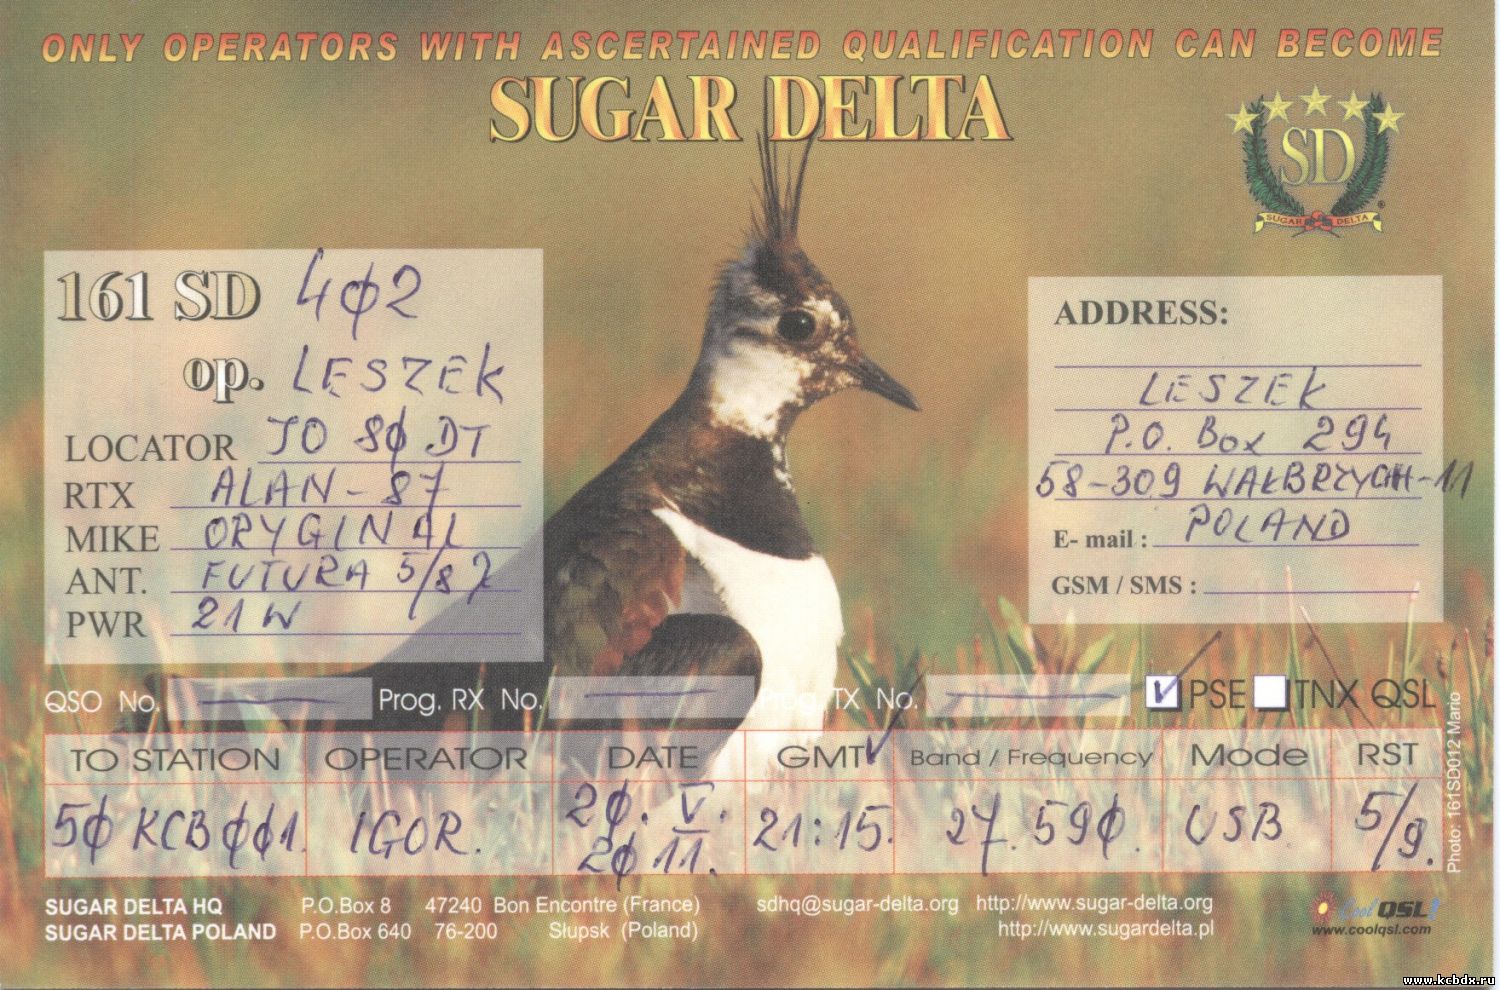 ONLY OPERATORS WITH ASCERTAINED QUALIFICATION CAN BECOME
SUGAR DELTA
SD
SUGAR DELTA
®
161 SD 4φ2
op. LESZEK
LOCATOR JO 8φ DT
RTX ALAN-87
MIKE ORYGINAL
ANT. FUTURA 5/8 λ
PWR 21W
ADDRESS:
LESZEK
P.O. Box 294
58-309 WAŁBRZYCH-11
POLAND
E- mail :
GSM / SMS :
QSO No. — Prog. RX No. — Prog. TX No. — PSE TNX QSL
TO STATION OPERATOR DATE GMT Band / Frequency Mode RST
5φ KCB φφ1. IGOR. 2φ. V. 2φ11. 21:15. 27.59φ. USB 5/9.
Photo: 161SD012 Mario
SUGAR DELTA HQ P.O.Box 8 47240 Bon Encontre (France) sdhq@sugar-delta.org http://www.sugar-delta.org
SUGAR DELTA POLAND P.O.Box 640 76-200 Słupsk (Poland) http://www.sugardelta.pl
Cool QSL!
www.coolqsl.com
www.kcbdx.ru